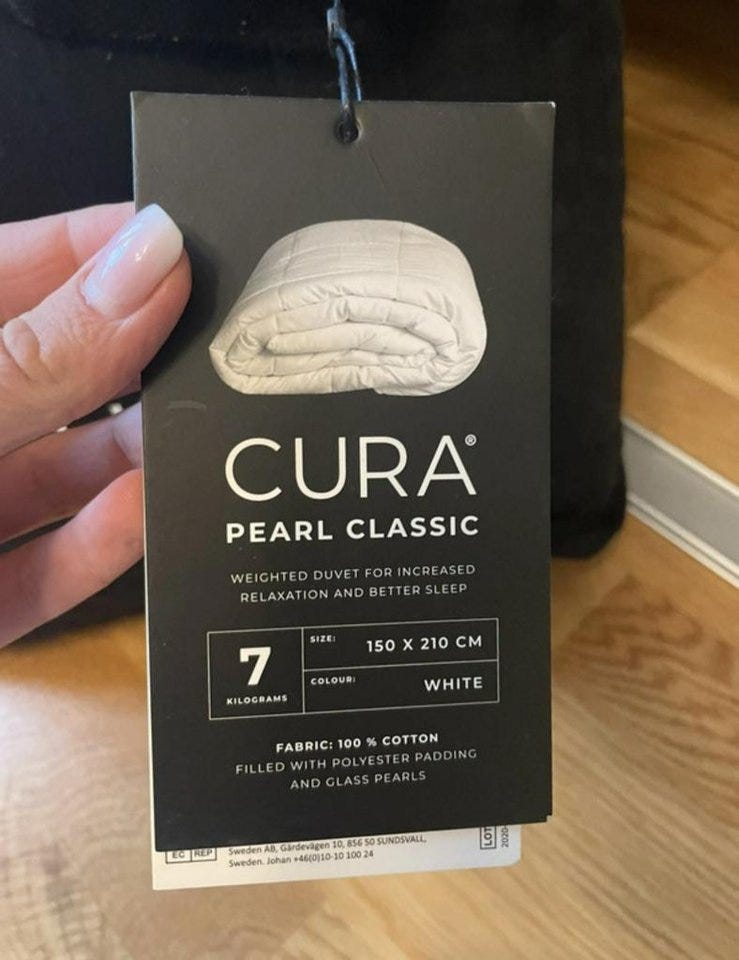 CURA®
PEARL CLASSIC
WEIGHTED DUVET FOR INCREASED
RELAXATION AND BETTER SLEEP
7
KILOGRAMS
SIZE: 150 X 210 CM
COLOUR: WHITE
FABRIC: 100 % COTTON
FILLED WITH POLYESTER PADDING
AND GLASS PEARLS
EC REP
Sweden AB, Gärdevägen 10, 856 50 SUNDSVALL,
Sweden. Johan +46(0)10-10 100 24
LOT
2020